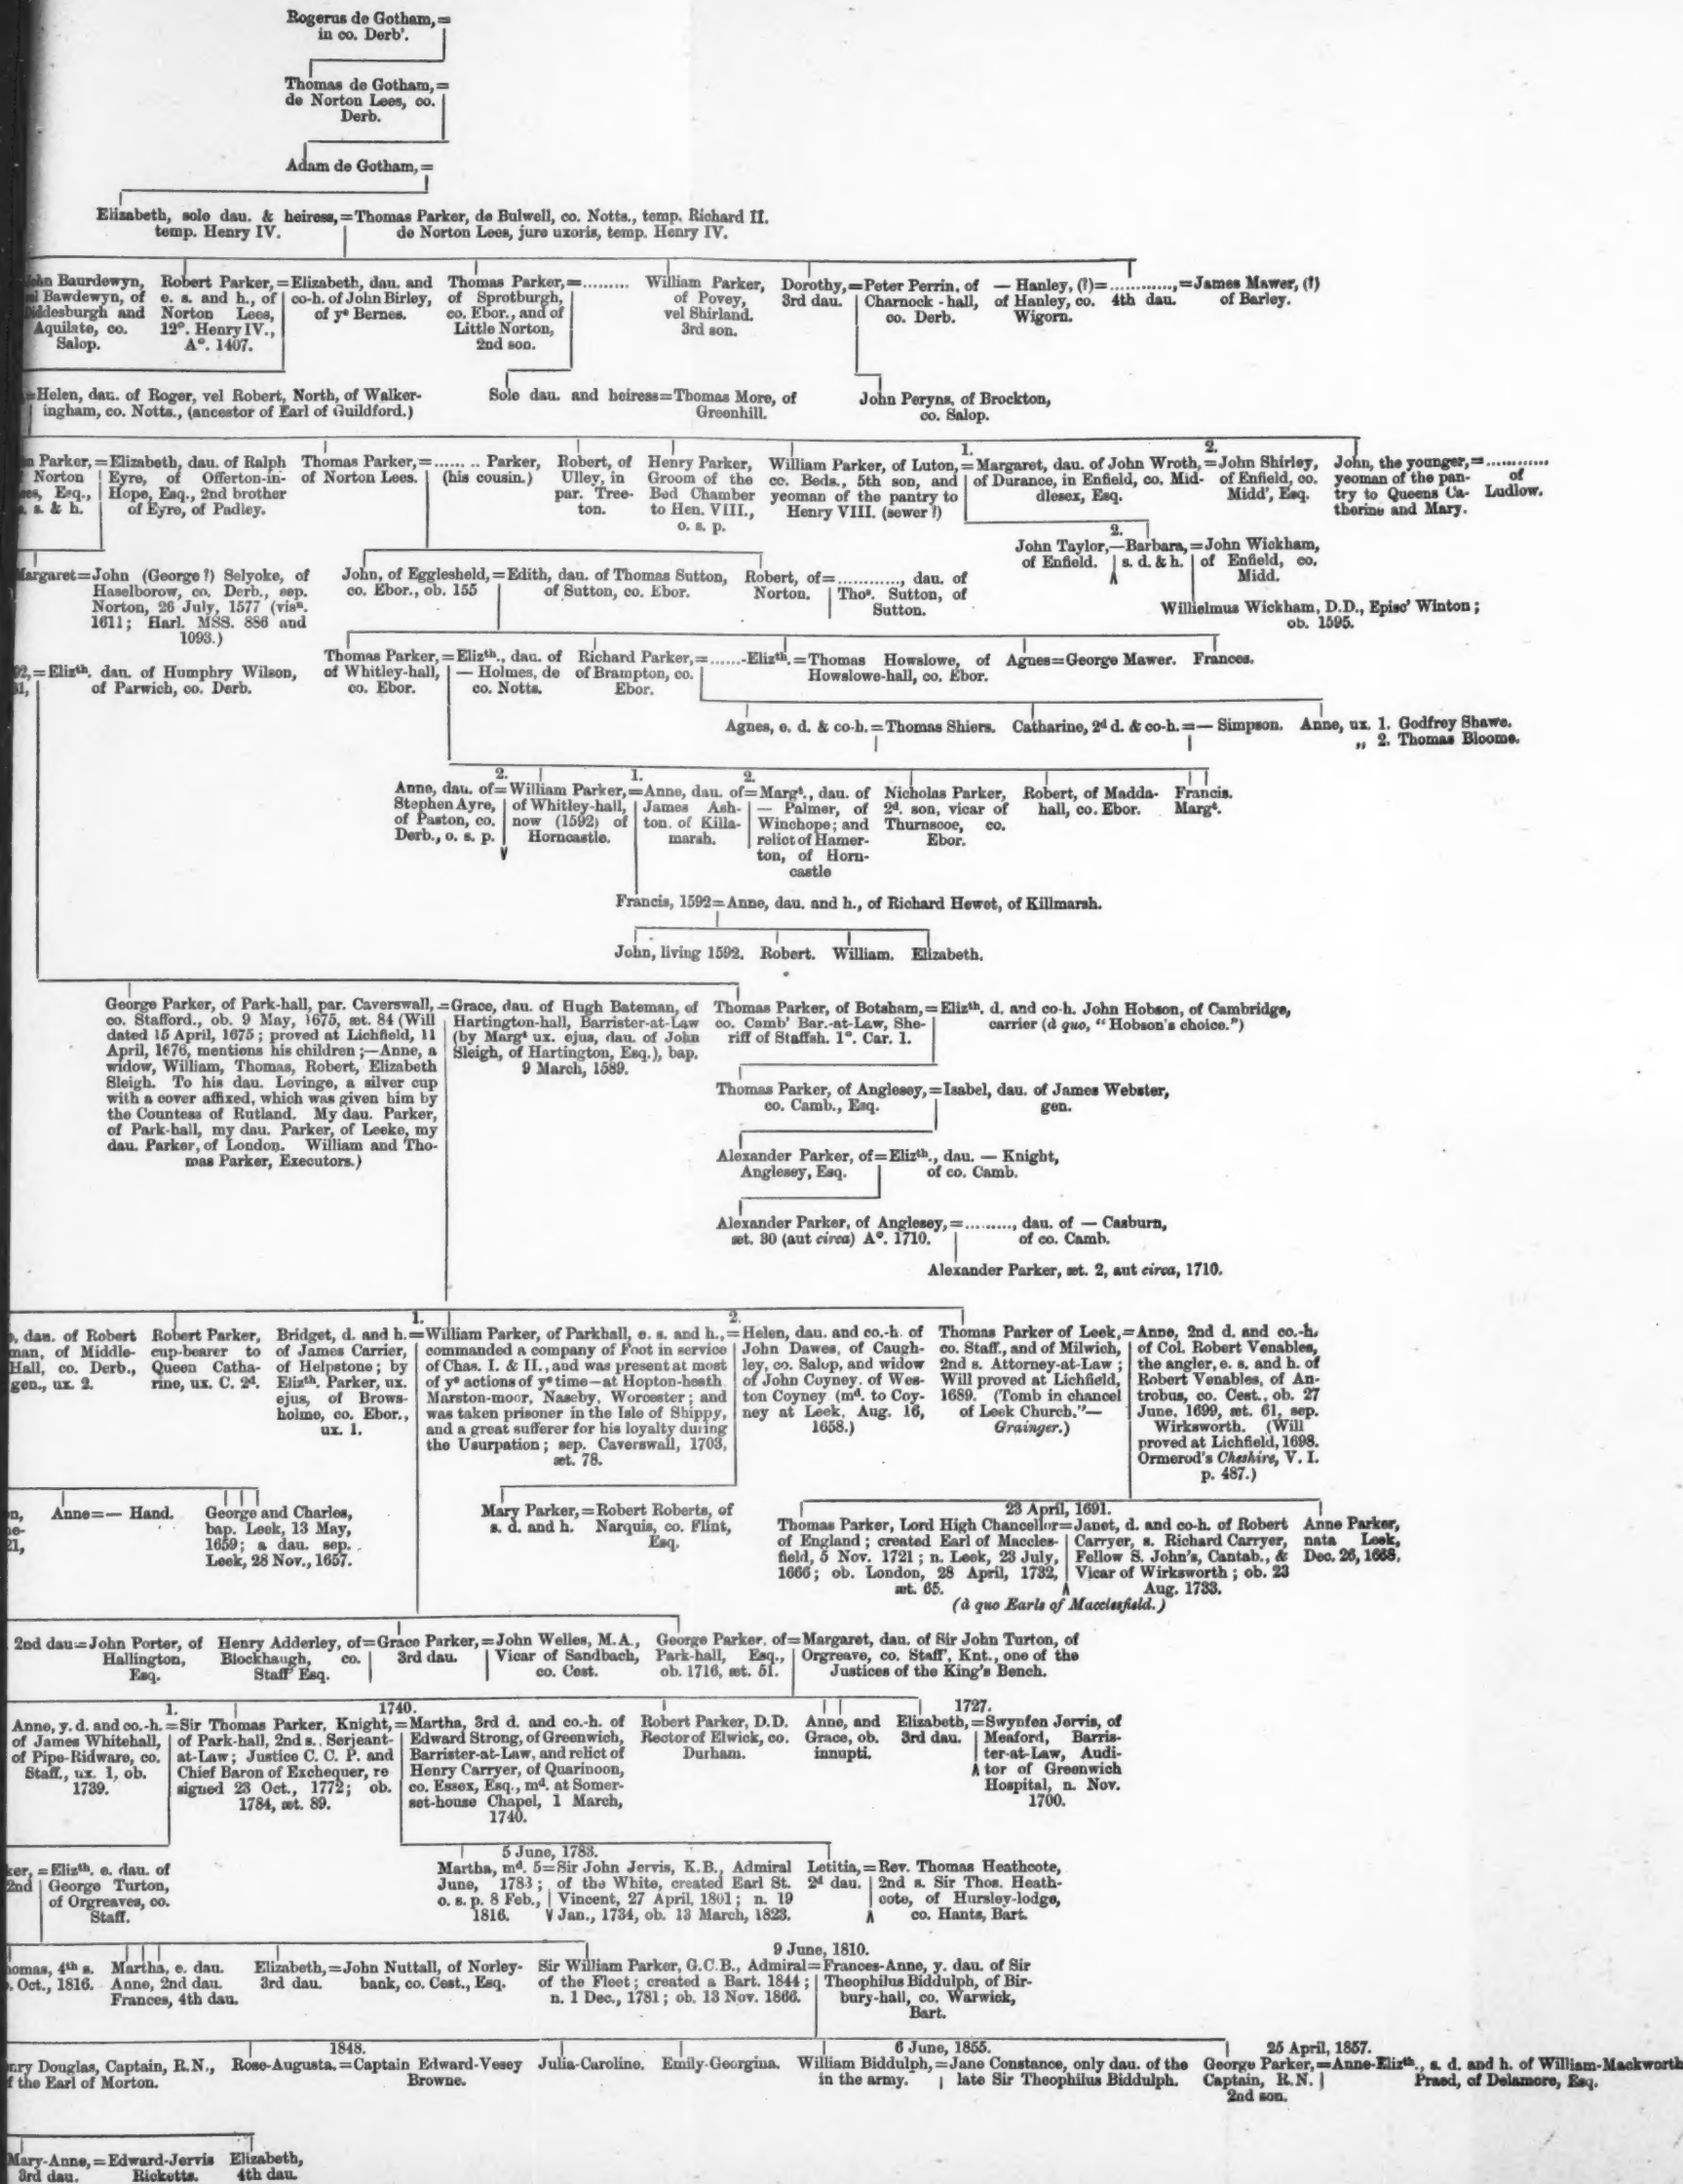 Rogerus de Gotham,=
in co. Derb'.
Thomas de Gotham,=
de Norton Lees, co.
Derb.
Adam de Gotham,=
Elizabeth, sole dau. & heiress,=Thomas Parker, de Bulwell, co. Notts., temp. Richard II.
temp. Henry IV. de Norton Lees, jure uxoris, temp. Henry IV.
John Baurdewyn,
Bawdewyn, of
Diddesburgh and
Aquilate, co.
Salop.
Robert Parker,=
e. s. and h., of
Norton Lees,
12°. Henry IV.,
A°. 1407.
Elizabeth, dau. and
co-h. of John Birley,
of yᵉ Bernes.
Thomas Parker,=.........
of Sprotburgh,
co. Ebor., and of
Little Norton,
2nd son.
William Parker,
of Povey,
vel Shirland.
3rd son.
Dorothy,=Peter Perrin, of
3rd dau. Charnock-hall,
co. Derb.
— Hanley, (?)=............,=James Mawer, (?)
of Hanley, co. 4th dau. of Barley.
Wigorn.
=Helen, dau. of Roger, vel Robert, North, of Walker-
ingham, co. Notts., (ancestor of Earl of Guildford.)
Sole dau. and heiress=Thomas More, of
Greenhill.
John Peryns, of Brockton,
co. Salop.
Parker,=Elizabeth, dau. of Ralph
Norton Eyre, of Offerton-in-
Esq., Hope, Esq., 2nd brother
s. & h. of Eyre, of Padley.
Thomas Parker,=...... .. Parker,
of Norton Lees. (his cousin.)
Robert, of
Ulley, in
par. Tree-
ton.
Henry Parker,
Groom of the
Bed Chamber
to Hen. VIII.,
o. s. p.
1. 2.
William Parker, of Luton,=Margaret, dau. of John Wroth,=John Shirley,
co. Beds., 5th son, and of Durance, in Enfield, co. Mid- of Enfield, co.
yeoman of the pantry to dlesex, Esq. Midd', Esq.
Henry VIII. (sewer?)
John, the younger,=............
yeoman of the pan- of
try to Queens Ca- Ludlow.
therine and Mary.
2.
John Taylor,—Barbara,=John Wickham,
of Enfield. s. d. & h. of Enfield, co.
Midd.
Willielmus Wickham, D.D., Episc' Winton;
ob. 1595.
Margaret=John (George?) Selyoke, of
Haselborow, co. Derb., sep.
Norton, 26 July, 1577 (visⁿ.
1611; Harl. MSS. 886 and
1093.)
John, of Egglesheld,=Edith, dau. of Thomas Sutton,
co. Ebor., ob. 155 of Sutton, co. Ebor.
Robert, of=............, dau. of
Norton. Thoˢ. Sutton, of
Sutton.
=Elizᵗʰ. dau. of Humphry Wilson,
of Parwich, co. Derb.
Thomas Parker,=Elizᵗʰ., dau. of
of Whitley-hall, — Holmes, de
co. Ebor. co. Notts.
Richard Parker,=......
of Brampton, co.
Ebor.
-Elizᵗʰ.=Thomas Howslowe, of
Howslowe-hall, co. Ebor.
Agnes=George Mawer. Frances.
Agnes, e. d. & co-h.=Thomas Shiers. Catharine, 2ᵈ d. & co-h.=— Simpson. Anne, ux. 1. Godfrey Shawe.
„ 2. Thomas Bloome.
2. 1. 2.
Anne, dau. of=William Parker,=Anne, dau. of=Margᵗ., dau. of
Stephen Ayre, of Whitley-hall, James Ash- — Palmer, of
of Paston, co. now (1592) of ton. of Killa- Winchope; and
Derb., o. s. p. Horncastle. marsh. relict of Hamer-
ton, of Horn-
castle
Nicholas Parker,
2ᵈ. son, vicar of
Thurnscoe, co.
Ebor.
Robert, of Madda-
hall, co. Ebor.
Francis.
Margᵗ.
Francis, 1592=Anne, dau. and h., of Richard Hewet, of Killmarsh.
John, living 1592. Robert. William. Elizabeth.
George Parker, of Park-hall, par. Caverswall,
co. Stafford., ob. 9 May, 1675, æt. 84 (Will
dated 15 April, 1675; proved at Lichfield, 11
April, 1676, mentions his children;—Anne, a
widow, William, Thomas, Robert, Elizabeth
Sleigh. To his dau. Levinge, a silver cup
with a cover affixed, which was given him by
the Countess of Rutland. My dau. Parker,
of Park-hall, my dau. Parker, of Leeke, my
dau. Parker, of London. William and Tho-
mas Parker, Executors.)
=Grace, dau. of Hugh Bateman, of
Hartington-hall, Barrister-at-Law
(by Margᵗ ux. ejus, dau. of John
Sleigh, of Hartington, Esq.), bap.
9 March, 1589.
Thomas Parker, of Botsham,=Elizᵗʰ. d. and co-h. John Hobson, of Cambridge,
co. Camb' Bar.-at-Law, She- carrier (à quo, "Hobson's choice.")
riff of Staffsh. 1°. Car. 1.
Thomas Parker, of Anglesey,=Isabel, dau. of James Webster,
co. Camb., Esq. gen.
Alexander Parker, of=Elizᵗʰ., dau. — Knight,
Anglesey, Esq. of co. Camb.
Alexander Parker, of Anglesey,=........., dau. of — Casburn,
æt. 30 (aut circa) A°. 1710. of co. Camb.
Alexander Parker, æt. 2, aut circa, 1710.
dau. of Robert
man, of Middle-
Hall, co. Derb.,
gen., ux. 2.
Robert Parker,
cup-bearer to
Queen Catha-
rine, ux. C. 2ᵈ.
1.
Bridget, d. and h.=
of James Carrier,
of Helpstone; by
Elizᵗʰ. Parker, ux.
ejus, of Brows-
holme, co. Ebor.,
ux. 1.
William Parker, of Parkhall, e. s. and h.,=
commanded a company of Foot in service
of Chas. I. & II., and was present at most
of yᵉ actions of yᵉ time—at Hopton-heath
Marston-moor, Naseby, Worcester; and
was taken prisoner in the Isle of Shippy,
and a great sufferer for his loyalty during
the Usurpation; sep. Caverswall, 1703,
æt. 78.
2.
Helen, dau. and co.-h. of
John Dawes, of Caugh-
ley, co. Salop, and widow
of John Coyney. of Wes-
ton Coyney (mᵈ. to Coy-
ney at Leek, Aug. 16,
1658.)
Thomas Parker of Leek,=
co. Staff., and of Milwich,
2nd s. Attorney-at-Law;
Will proved at Lichfield,
1689. (Tomb in chancel
of Leek Church."—
Grainger.)
Anne, 2nd d. and co.-h.
of Col. Robert Venables,
the angler, e. s. and h. of
Robert Venables, of An-
trobus, co. Cest., ob. 27
June, 1699, æt. 61, sep.
Wirksworth. (Will
proved at Lichfield, 1698.
Ormerod's Cheshire, V. I.
p. 487.)
Anne=— Hand.
George and Charles,
bap. Leek, 13 May,
1659; a dau. sep.
Leek, 28 Nov., 1657.
Mary Parker,=Robert Roberts, of
s. d. and h. Narquis, co. Flint,
Esq.
23 April, 1691.
Thomas Parker, Lord High Chancellor=Janet, d. and co-h. of Robert
of England; created Earl of Maccles- Carryer, s. Richard Carryer,
field, 5 Nov. 1721; n. Leek, 23 July, Fellow S. John's, Cantab., &
1666; ob. London, 28 April, 1732, Vicar of Wirksworth; ob. 23
æt. 65. Aug. 1733.
(à quo Earls of Macclesfield.)
Anne Parker,
nata Leek,
Dec. 26, 1668.
2nd dau=John Porter, of
Hallington,
Esq.
Henry Adderley, of=Grace Parker,=John Welles, M.A.,
Blockhaugh, co. 3rd dau. Vicar of Sandbach,
Staff' Esq. co. Cest.
George Parker. of=Margaret, dau. of Sir John Turton, of
Park-hall, Esq., Orgreave, co. Staff', Knt., one of the
ob. 1716, æt. 51. Justices of the King's Bench.
1. 1740.
Anne, y. d. and co.-h.=Sir Thomas Parker, Knight,=Martha, 3rd d. and co.-h. of
of James Whitehall, of Park-hall, 2nd s.. Serjeant- Edward Strong, of Greenwich,
of Pipe-Ridware, co. at-Law; Justice C. C. P. and Barrister-at-Law, and relict of
Staff., ux. 1, ob. Chief Baron of Exchequer, re Henry Carryer, of Quarinoon,
1739. signed 23 Oct., 1772; ob. co. Essex, Esq., mᵈ. at Somer-
1784, æt. 89. set-house Chapel, 1 March,
1740.
Robert Parker, D.D.
Rector of Elwick, co.
Durham.
Anne, and
Grace, ob.
innupti.
1727.
Elizabeth,=Swynfen Jervis, of
3rd dau. Meaford, Barris-
ter-at-Law, Audi-
tor of Greenwich
Hospital, n. Nov.
1700.
=Elizᵗʰ. e. dau. of
2nd George Turton,
of Orgreaves, co.
Staff.
5 June, 1783.
Martha, mᵈ. 5=Sir John Jervis, K.B., Admiral
June, 1783; of the White, created Earl St.
o. s. p. 8 Feb., Vincent, 27 April, 1801; n. 19
1816. Jan., 1734, ob. 13 March, 1823.
Letitia,=Rev. Thomas Heathcote,
2ᵈ dau. 2nd s. Sir Thos. Heath-
cote, of Hursley-lodge,
co. Hants, Bart.
4ᵗʰ s.
Oct., 1816.
Martha, e. dau.
Anne, 2nd dau.
Frances, 4th dau.
Elizabeth,=John Nuttall, of Norley-
3rd dau. bank, co. Cest., Esq.
9 June, 1810.
Sir William Parker, G.C.B., Admiral=Frances-Anne, y. dau. of Sir
of the Fleet; created a Bart. 1844; Theophilus Biddulph, of Bir-
n. 1 Dec., 1781; ob. 13 Nov. 1866. bury-hall, co. Warwick,
Bart.
Douglas, Captain, R.N.,
the Earl of Morton.
1848.
Rose-Augusta.=Captain Edward-Vesey
Browne.
Julia-Caroline. Emily-Georgina.
6 June, 1855.
William Biddulph,=Jane Constance, only dau. of the
in the army. late Sir Theophilus Biddulph.
25 April, 1857.
George Parker,=Anne-Elizᵗʰ., s. d. and h. of William-Mackworth
Captain, R.N. Praed, of Delamore, Esq.
2nd son.
Mary-Anne,=Edward-Jervis
3rd dau. Ricketts.
Elizabeth,
4th dau.